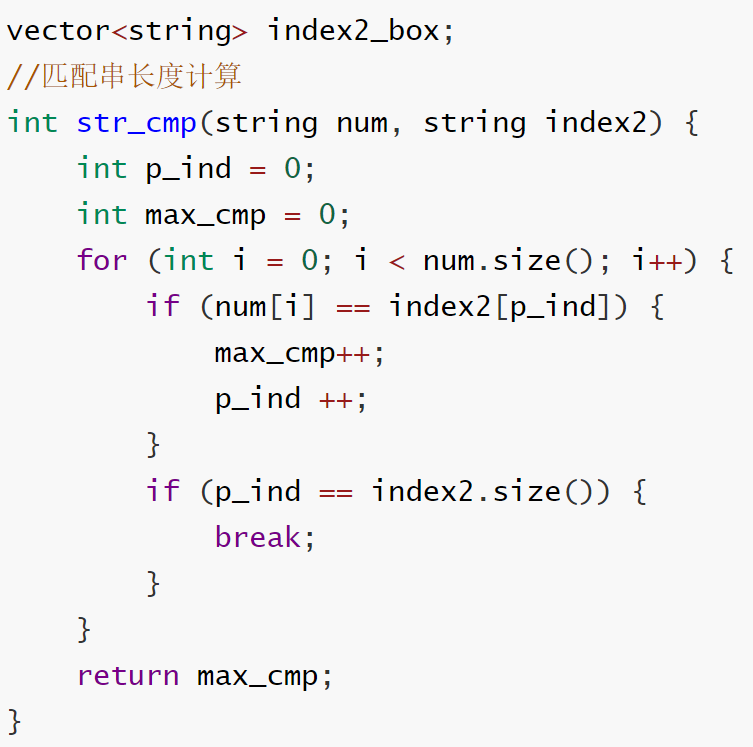 vector<string> index2_box;
//匹配串长度计算
int str_cmp(string num, string index2) {
    int p_ind = 0;
    int max_cmp = 0;
    for (int i = 0; i < num.size(); i++) {
        if (num[i] == index2[p_ind]) {
            max_cmp++;
            p_ind ++;
        }
        if (p_ind == index2.size()) {
            break;
        }
    }
    return max_cmp;
}